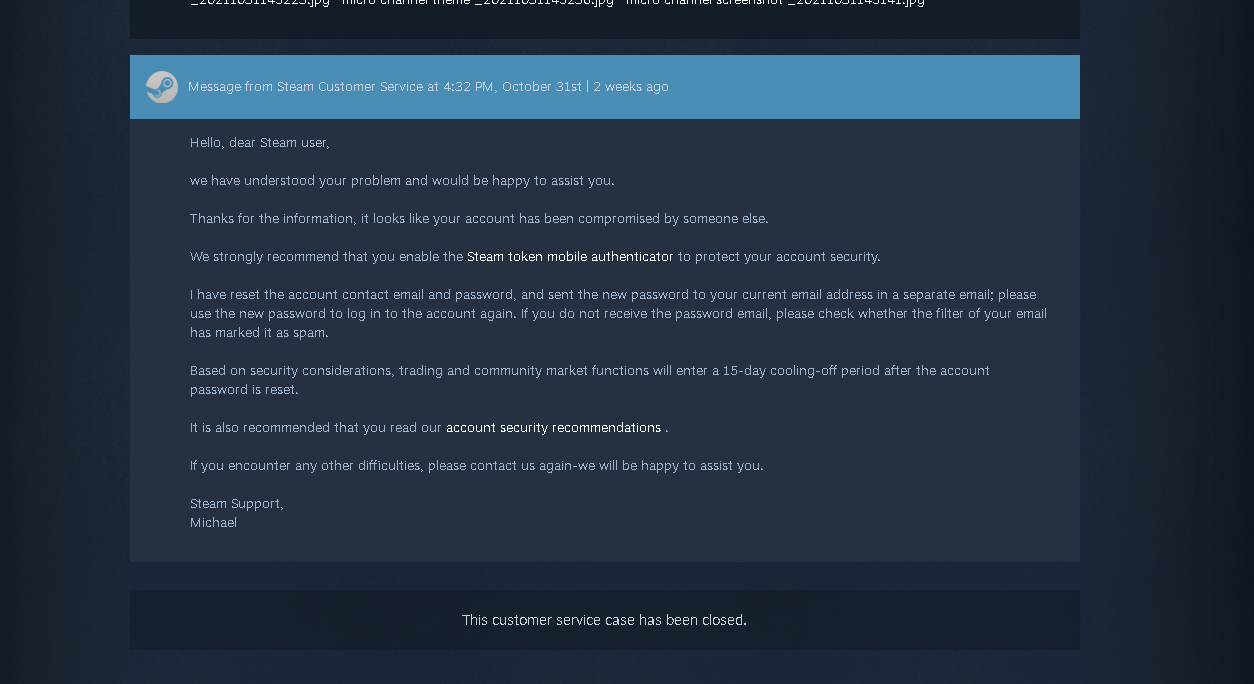 _20211031145225.jpg micro channel theme _20211031145236.jpg micro channel screenshot _20211031145141.jpg
Message from Steam Customer Service at 4:32 PM, October 31st | 2 weeks ago
Hello, dear Steam user,
we have understood your problem and would be happy to assist you.
Thanks for the information, it looks like your account has been compromised by someone else.
We strongly recommend that you enable the Steam token mobile authenticator to protect your account security.
I have reset the account contact email and password, and sent the new password to your current email address in a separate email; please
use the new password to log in to the account again. If you do not receive the password email, please check whether the filter of your email
has marked it as spam.
Based on security considerations, trading and community market functions will enter a 15-day cooling-off period after the account
password is reset.
It is also recommended that you read our account security recommendations .
If you encounter any other difficulties, please contact us again-we will be happy to assist you.
Steam Support,
Michael
This customer service case has been closed.